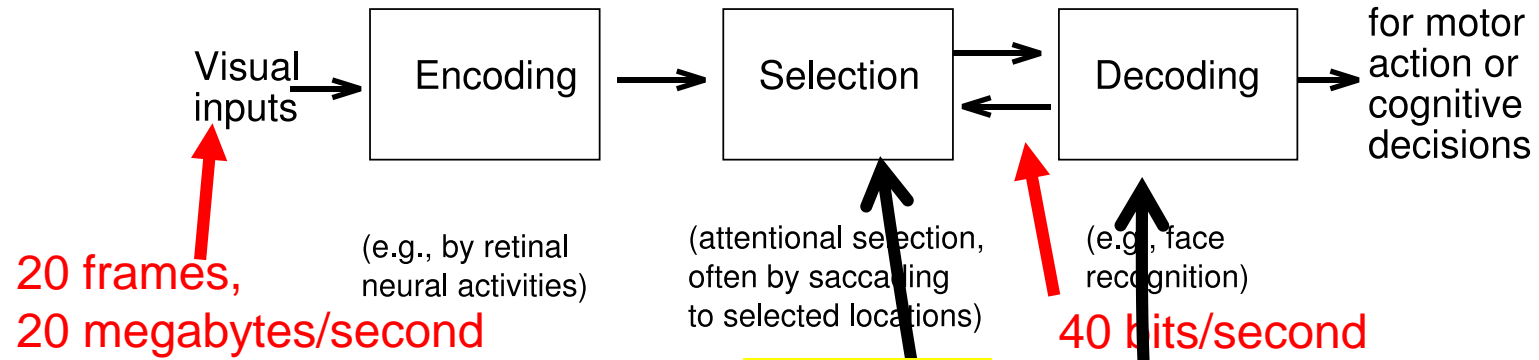 Visual
inputs
Encoding
Selection
Decoding
for motor
action or
cognitive
decisions
(e.g., by retinal
neural activities)
(attentional selection,
often by saccading
to selected locations)
(e.g., face
recognition)
20 frames,
20 megabytes/second
40 bits/second